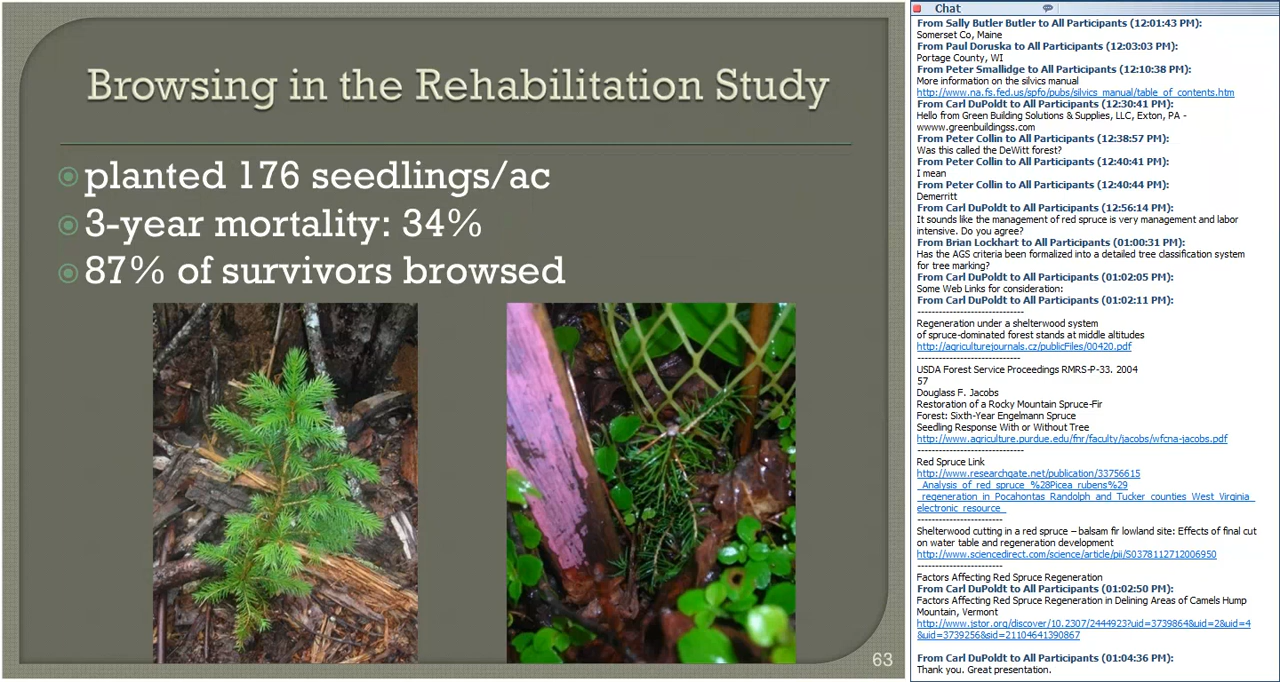 Browsing in the Rehabilitation Study
planted 176 seedlings/ac
3-year mortality: 34%
87% of survivors browsed
63
Chat
From Sally Butler Butler to All Participants (12:01:43 PM):
Somerset Co, Maine
From Paul Doruska to All Participants (12:03:03 PM):
Portage County, WI
From Peter Smallidge to All Participants (12:10:38 PM):
More information on the silvics manual
http://www.na.fs.fed.us/spfo/pubs/silvics_manual/table_of_contents.htm
From Carl DuPoldt to All Participants (12:30:41 PM):
Hello from Green Building Solutions & Supplies, LLC, Exton, PA -
wwww.greenbuildingss.com
From Peter Collin to All Participants (12:38:57 PM):
Was this called the DeWitt forest?
From Peter Collin to All Participants (12:40:41 PM):
I mean
From Peter Collin to All Participants (12:40:44 PM):
Demerritt
From Carl DuPoldt to All Participants (12:56:14 PM):
It sounds like the management of red spruce is very management and labor
intensive. Do you agree?
From Brian Lockhart to All Participants (01:00:31 PM):
Has the AGS criteria been formalized into a detailed tree classification system
for tree marking?
From Carl DuPoldt to All Participants (01:02:05 PM):
Some Web Links for consideration:
From Carl DuPoldt to All Participants (01:02:11 PM):
----------------------------
Regeneration under a shelterwood system
of spruce-dominated forest stands at middle altitudes
http://agriculturejournals.cz/publicFiles/00420.pdf
---------------------------
USDA Forest Service Proceedings RMRS-P-33. 2004
57
Douglass F. Jacobs
Restoration of a Rocky Mountain Spruce-Fir
Forest: Sixth-Year Engelmann Spruce
Seedling Response With or Without Tree
http://www.agriculture.purdue.edu/fnr/faculty/jacobs/wfcna-jacobs.pdf
----------------------------
Red Spruce Link
http://www.researchgate.net/publication/33756615
_Analysis_of_red_spruce_%28Picea_rubens%29
_regeneration_in_Pocahontas_Randolph_and_Tucker_counties_West_Virginia_
electronic_resource_
-----------------------
Shelterwood cutting in a red spruce – balsam fir lowland site: Effects of final cut
on water table and regeneration development
http://www.sciencedirect.com/science/article/pii/S0378112712006950
-----------------------
Factors Affecting Red Spruce Regeneration
From Carl DuPoldt to All Participants (01:02:50 PM):
Factors Affecting Red Spruce Regeneration in Delining Areas of Camels Hump
Mountain, Vermont
http://www.jstor.org/discover/10.2307/2444923?uid=3739864&uid=2&uid=4
&uid=3739256&sid=21104641390867
From Carl DuPoldt to All Participants (01:04:36 PM):
Thank you. Great presentation.